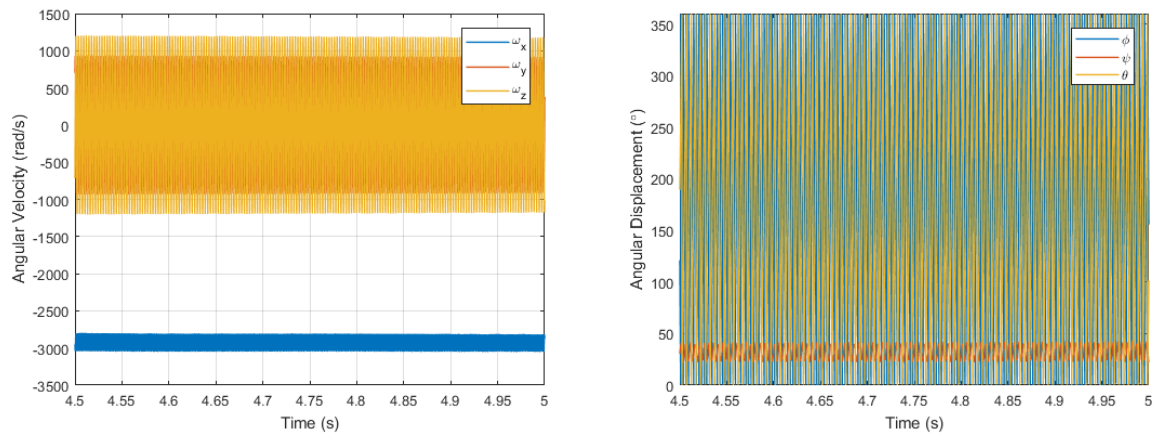 1500
1000
500
0
-500
-1000
-1500
-2000
-2500
-3000
-3500
Angular Velocity (rad/s)
4.5 4.55 4.6 4.65 4.7 4.75 4.8 4.85 4.9 4.95 5
Time (s)
ωx
ωy
ωz
350
300
250
200
150
100
50
0
Angular Displacement (°)
4.5 4.55 4.6 4.65 4.7 4.75 4.8 4.85 4.9 4.95 5
Time (s)
ϕ
ψ
θ